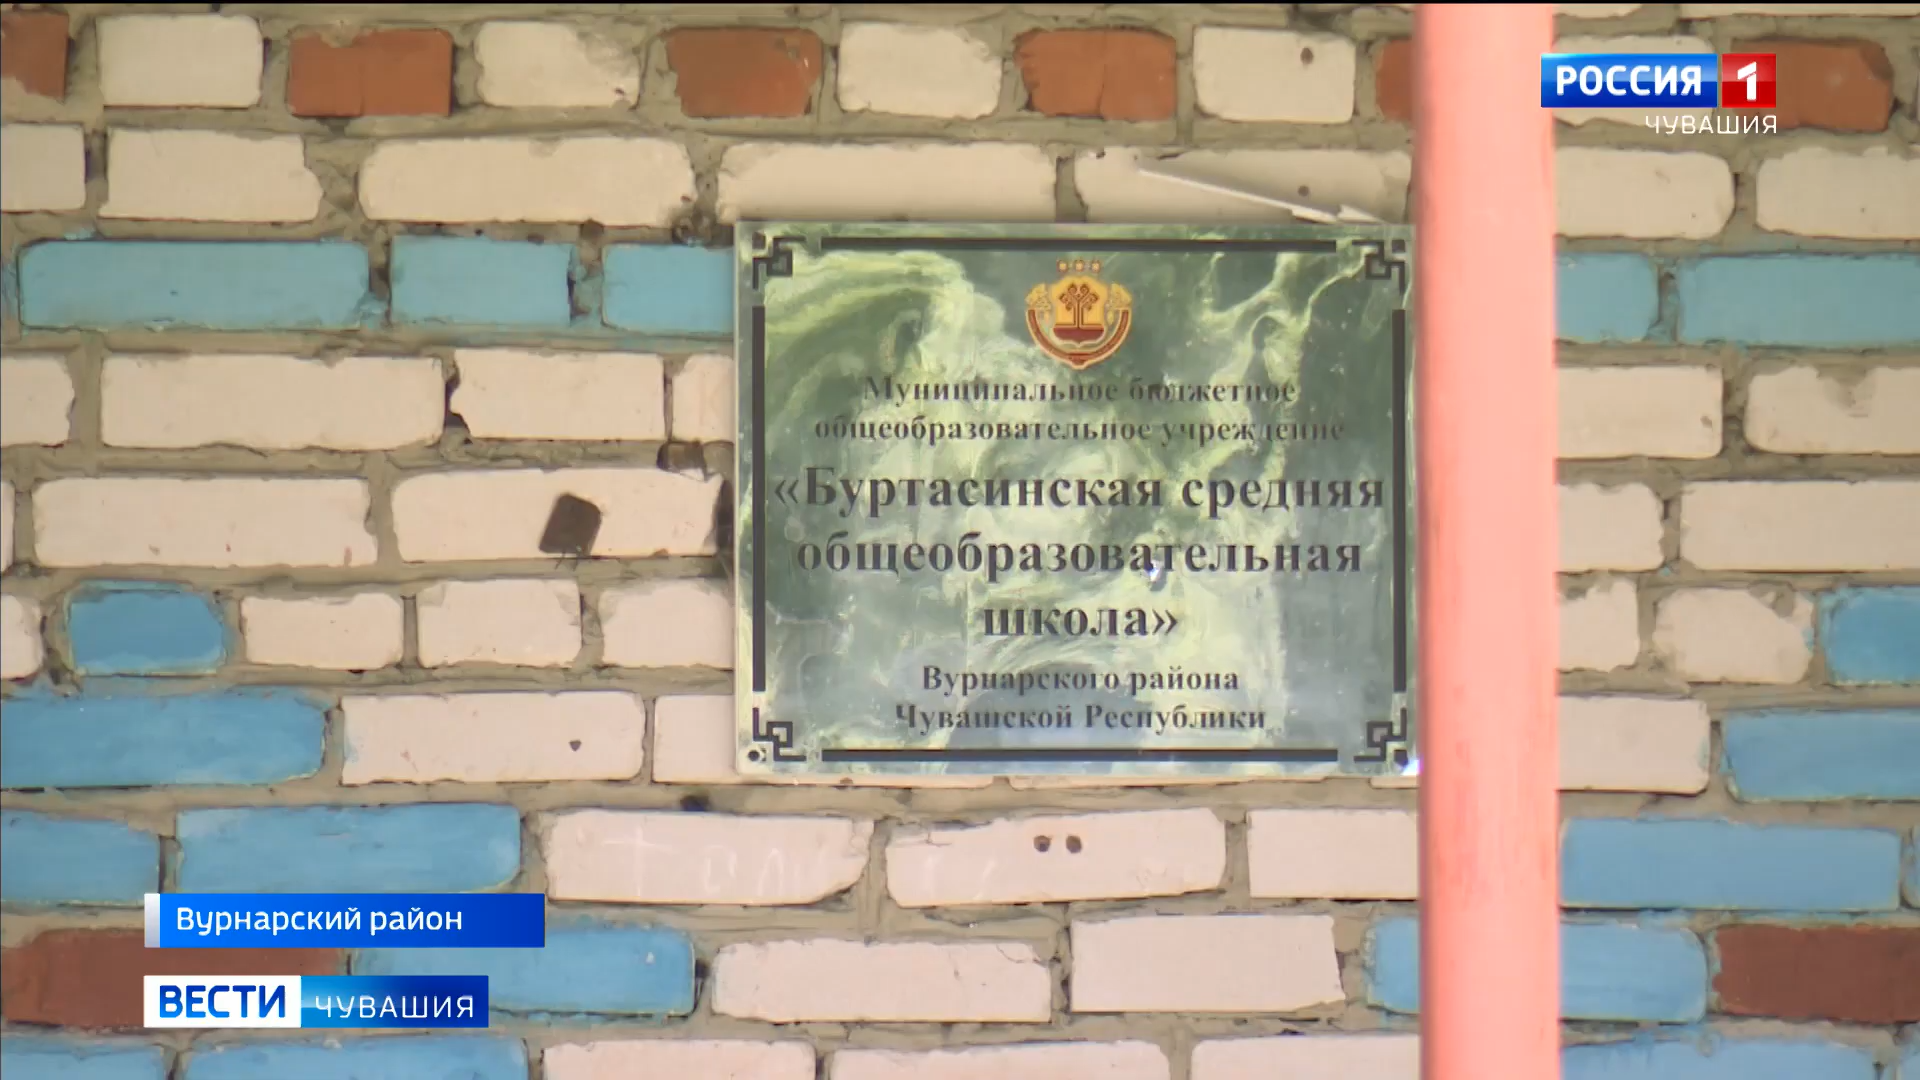 РОССИЯ 1
ЧУВАШИЯ
Муниципальное бюджетное
общеобразовательное учреждение
«Буртасинская средняя
общеобразовательная
школа»
Вурнарского района
Чувашской Республики
Вурнарский район
ВЕСТИ ЧУВАШИЯ